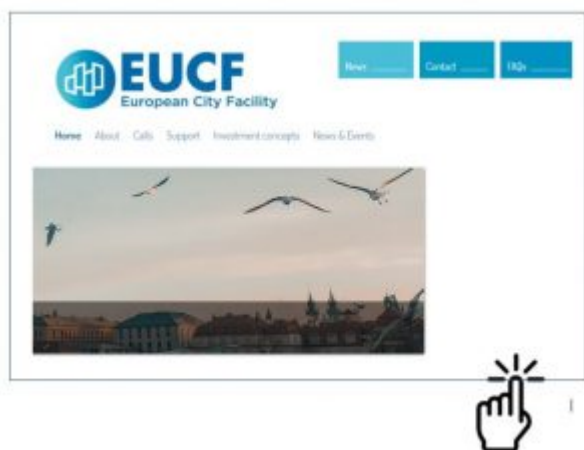 EUCF
European City Facility
News
Contact
FAQs
Home About Calls Support Investment concepts News & Events